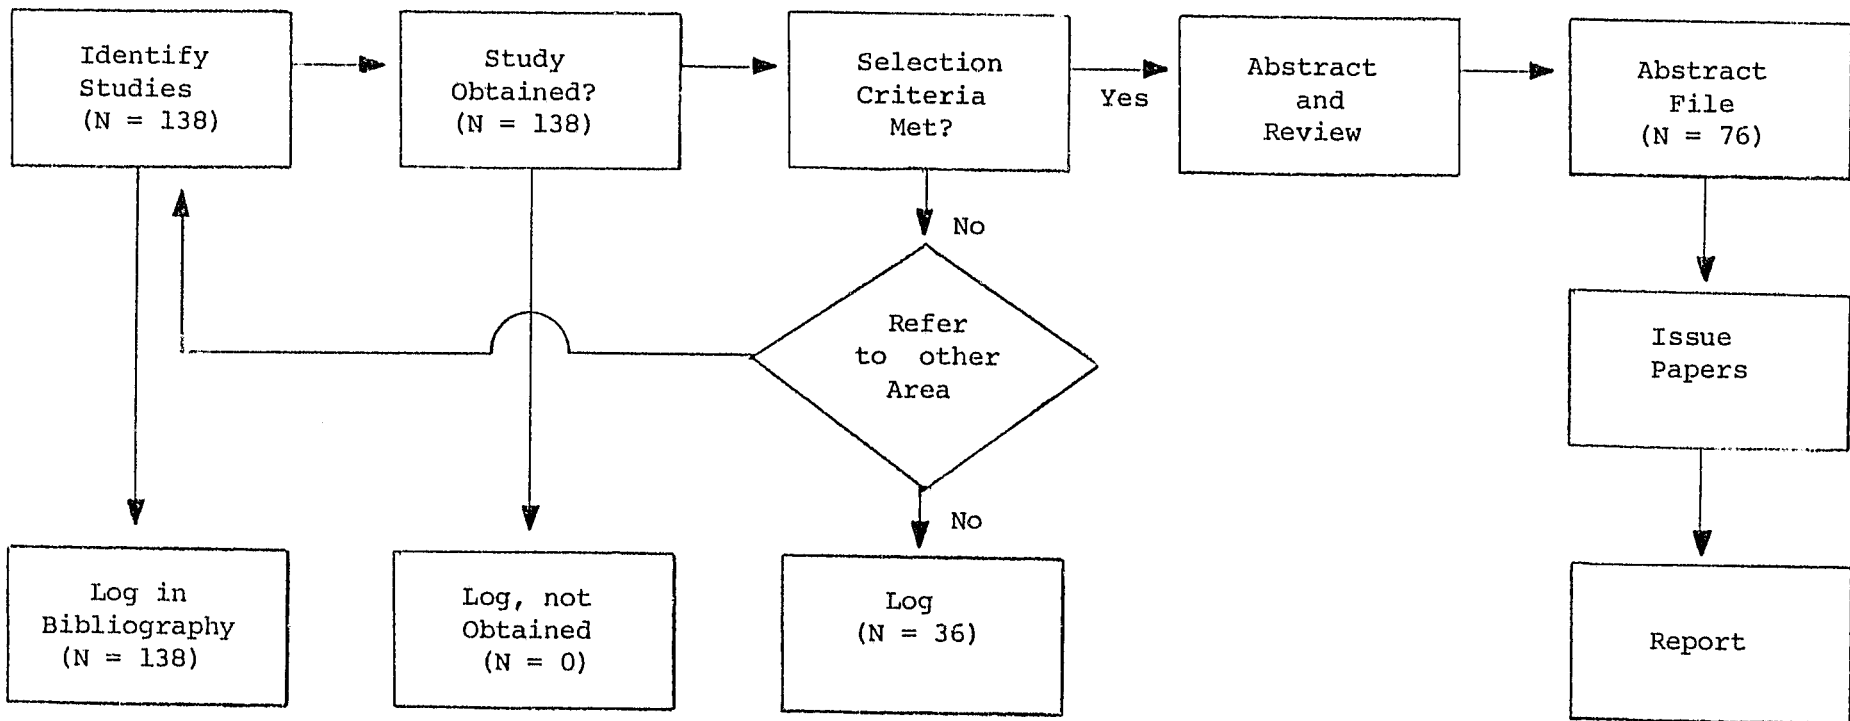 Identify
Studies
(N = 138)
Study
Obtained?
(N = 138)
Selection
Criteria
Met?
Yes
Abstract
and
Review
Abstract
File
(N = 76)
No
Refer
to other
Area
Issue
Papers
No
Log in
Bibliography
(N = 138)
Log, not
Obtained
(N = 0)
Log
(N = 36)
Report